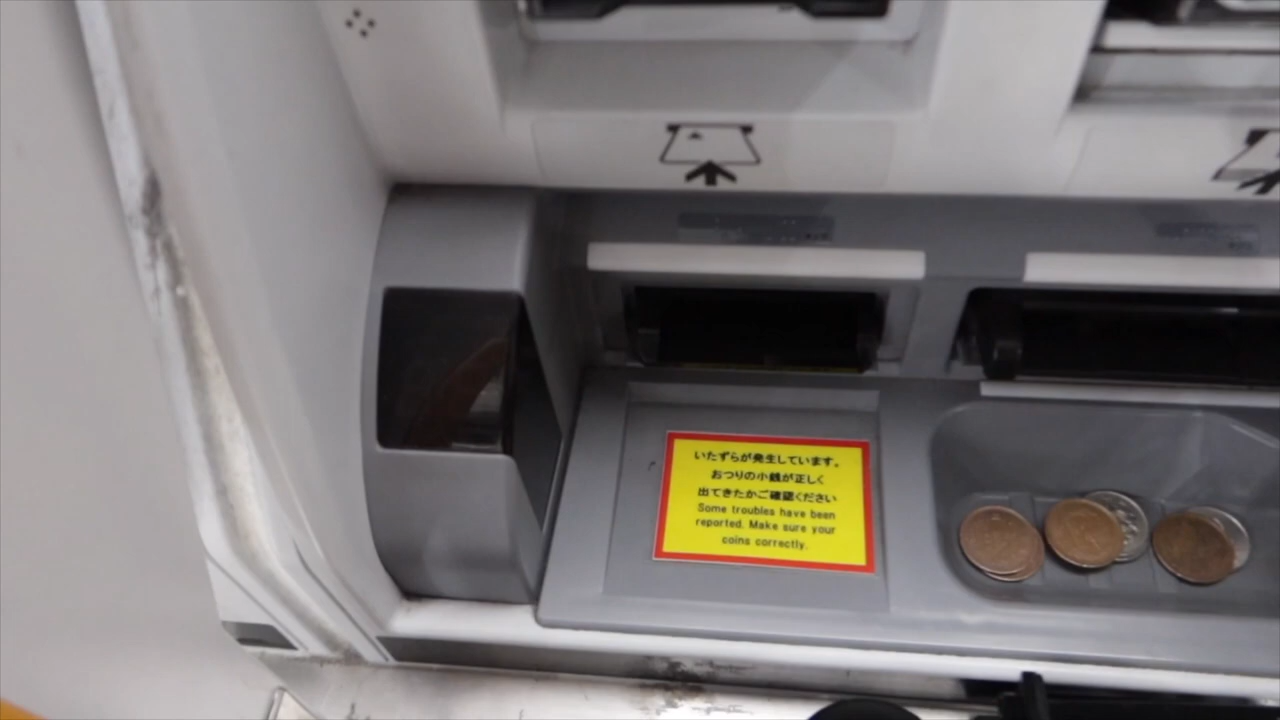 いたずらが発生しています。
おつりの小銭が正しく
出てきたかご確認ください
Some troubles have been
reported. Make sure your
coins correctly.